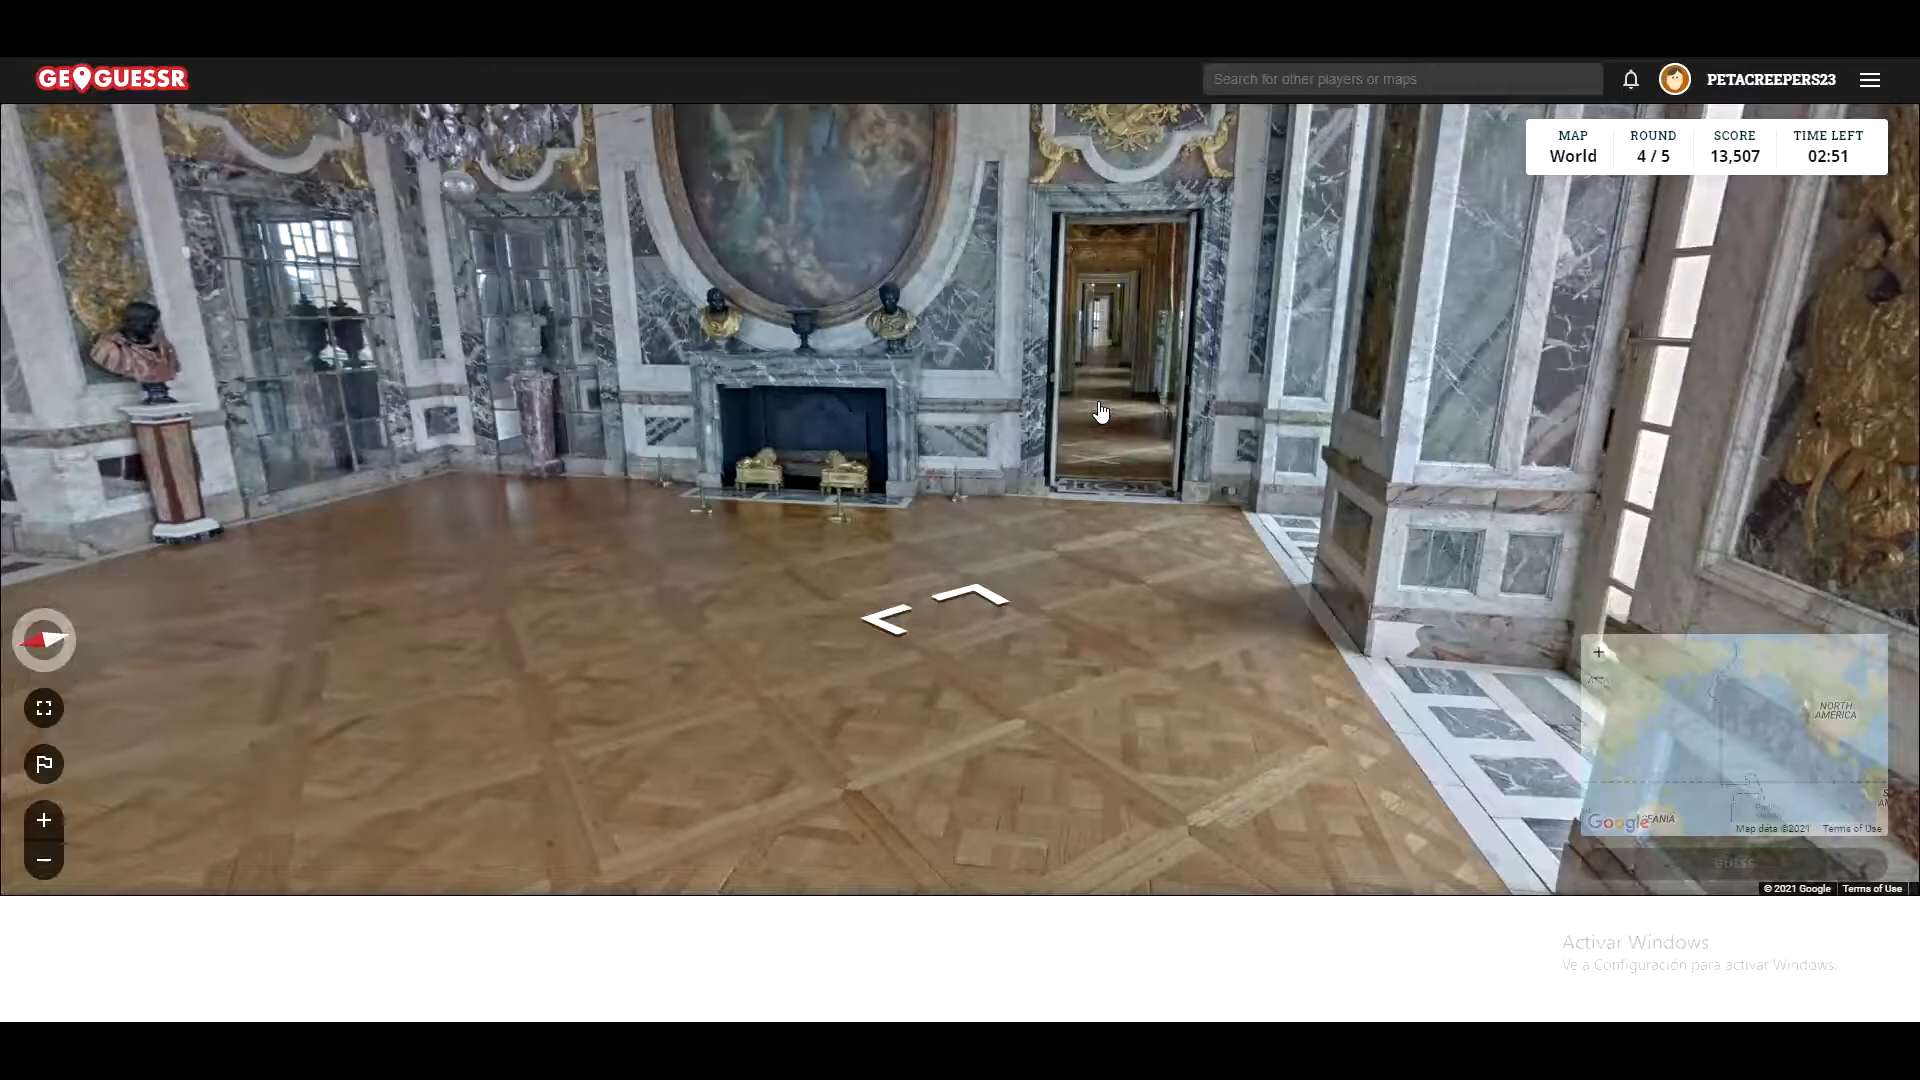 GEOGUESSR
Search for other players or maps
PETACREEPERS23
MAP
World
ROUND
4 / 5
SCORE
13,507
TIME LEFT
02:51
+
−
+
NORTH
AMERICA
Google
Map data ©2021
Terms of Use
GUESS
© 2021 Google
Terms of Use
Activar Windows
Ve a Configuración para activar Windows.